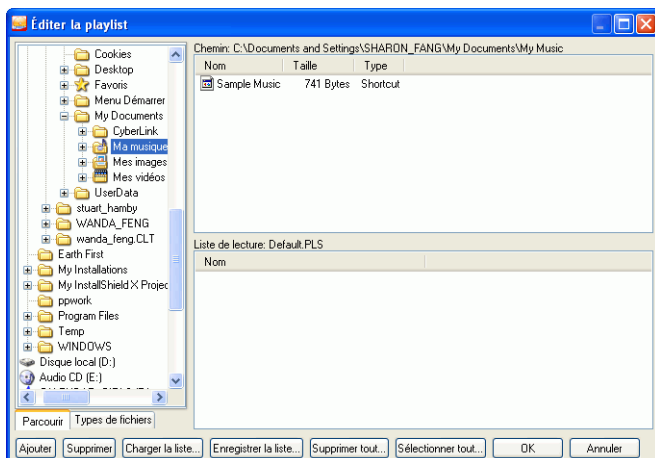 Éditer la playlist
Cookies
Desktop
Favoris
Menu Démarrer
My Documents
CyberLink
Ma musique
Mes images
Mes vidéos
UserData
stuart_hamby
WANDA_FENG
wanda_feng.CLT
Earth First
My Installations
My InstallShield X Projec
ppwork
Program Files
Temp
WINDOWS
Disque local (D:)
Audio CD (E:)
Parcourir Types de fichiers
Chemin: C:\Documents and Settings\SHARON_FANG\My Documents\My Music
Nom Taille Type
Sample Music 741 Bytes Shortcut
Liste de lecture: Default.PLS
Nom
Ajouter Supprimer Charger la liste... Enregistrer la liste... Supprimer tout... Sélectionner tout... OK Annuler